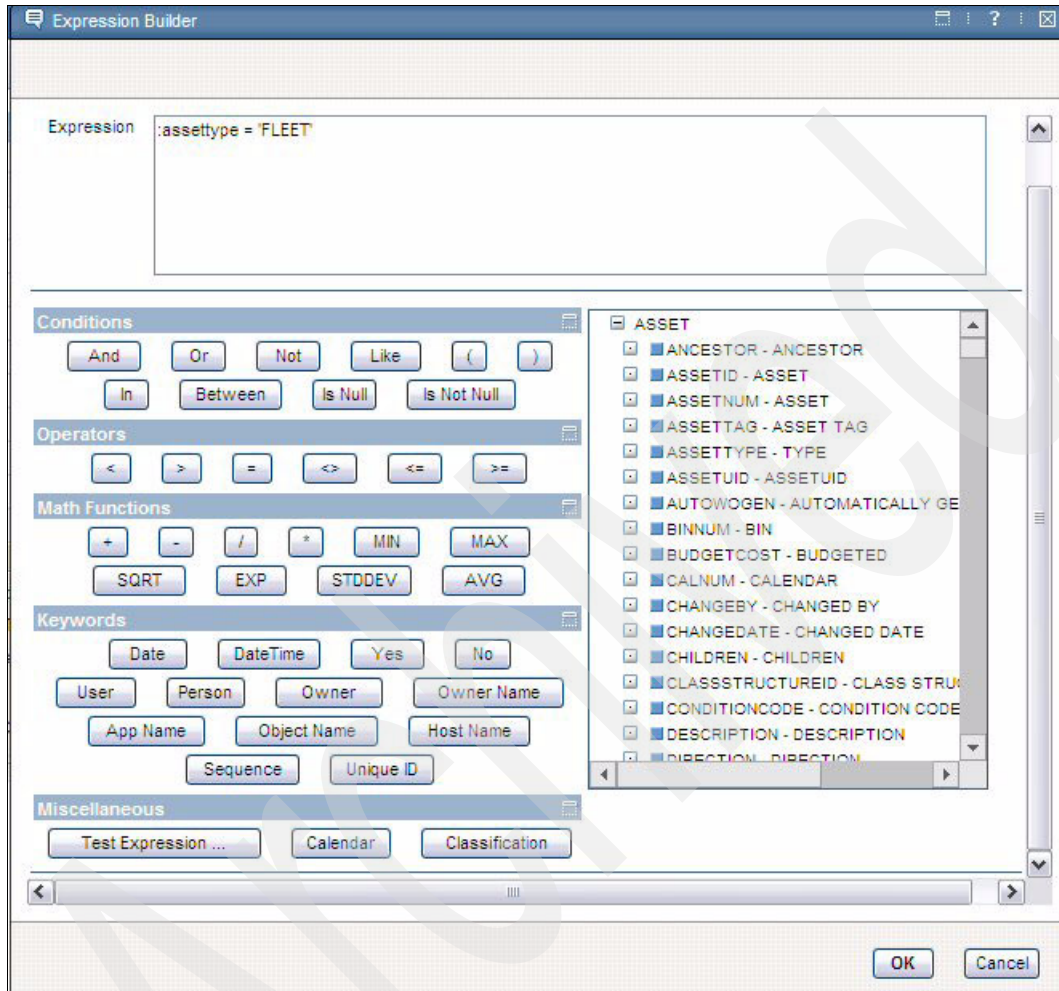 Expression Builder
?
Expression
:assettype = 'FLEET'
Conditions
And Or Not Like ( )
In Between Is Null Is Not Null
Operators
< > = <> <= >=
Math Functions
+ - / * MIN MAX
SQRT EXP STDDEV AVG
Keywords
Date DateTime Yes No
User Person Owner Owner Name
App Name Object Name Host Name
Sequence Unique ID
Miscellaneous
Test Expression ... Calendar Classification
ASSET
ANCESTOR - ANCESTOR
ASSETID - ASSET
ASSETNUM - ASSET
ASSETTAG - ASSET TAG
ASSETTYPE - TYPE
ASSETUID - ASSETUID
AUTOWOGEN - AUTOMATICALLY GE
BINNUM - BIN
BUDGETCOST - BUDGETED
CALNUM - CALENDAR
CHANGEBY - CHANGED BY
CHANGEDATE - CHANGED DATE
CHILDREN - CHILDREN
CLASSSTRUCTUREID - CLASS STRU
CONDITIONCODE - CONDITION CODE
DESCRIPTION - DESCRIPTION
DIRECTION - DIRECTION
OK Cancel
Archived